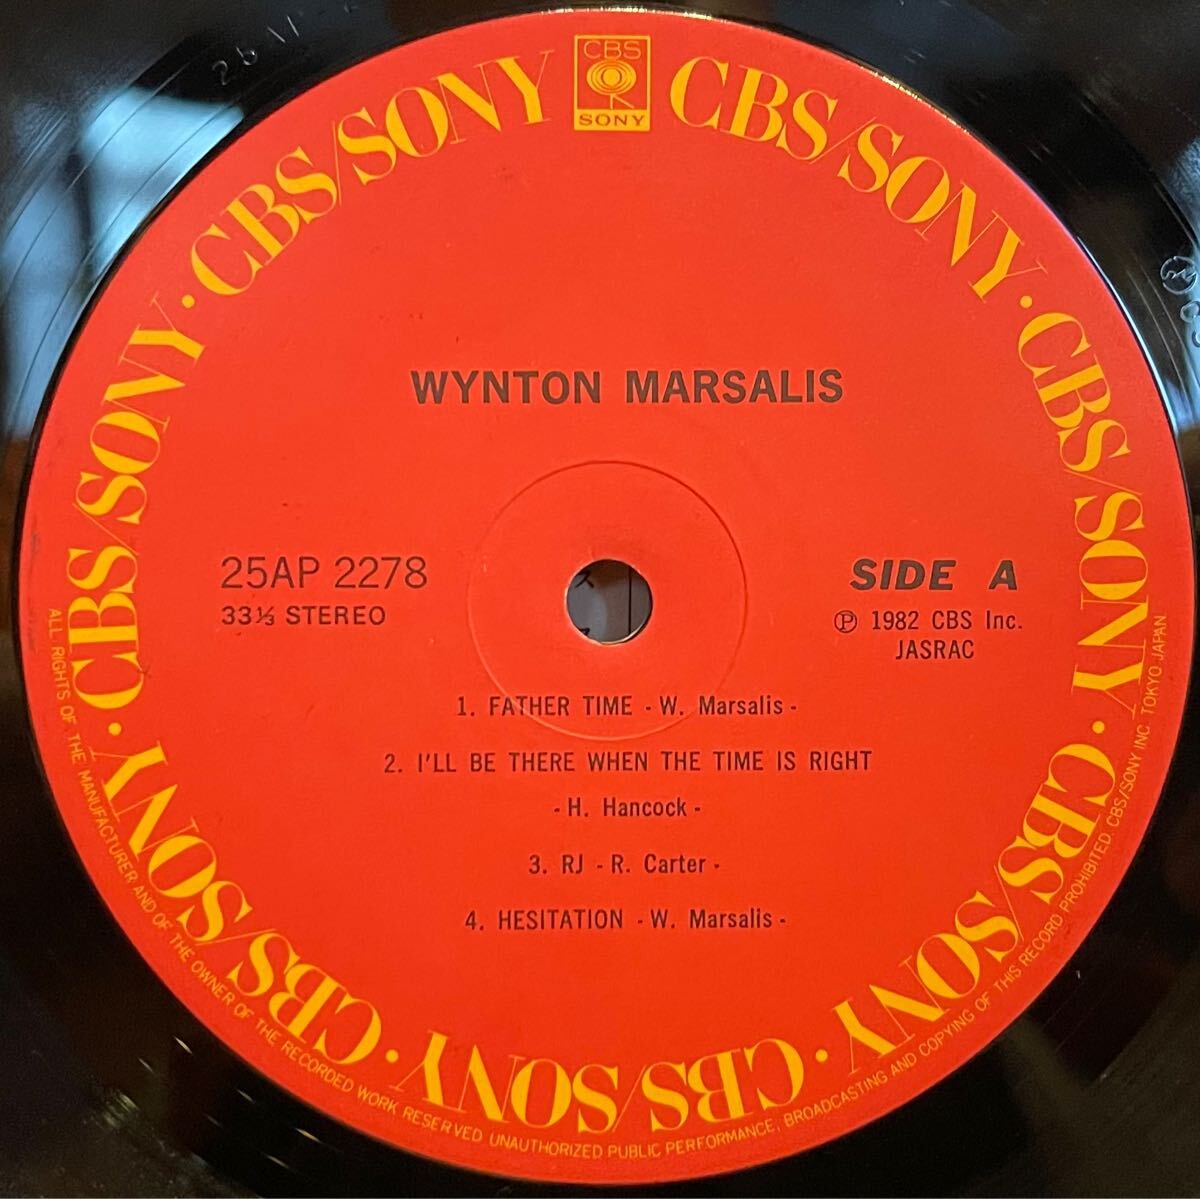 CBS
SONY
CBS/SONY · CBS/SONY · CBS/SONY · CBS/SONY · CBS/SONY · CBS/SONY · CBS/SONY · CBS/SONY
WYNTON MARSALIS
25AP 2278
33⅓ STEREO
SIDE A
Ⓟ 1982 CBS Inc.
JASRAC
1. FATHER TIME - W. Marsalis -
2. I'LL BE THERE WHEN THE TIME IS RIGHT
- H. Hancock -
3. RJ - R. Carter -
4. HESITATION - W. Marsalis -
ALL RIGHTS OF THE MANUFACTURER AND OF THE OWNER OF THE RECORDED WORK RESERVED UNAUTHORIZED PUBLIC PERFORMANCE, BROADCASTING AND COPYING OF THIS RECORD PROHIBITED. CBS/SONY INC. TOKYO JAPAN